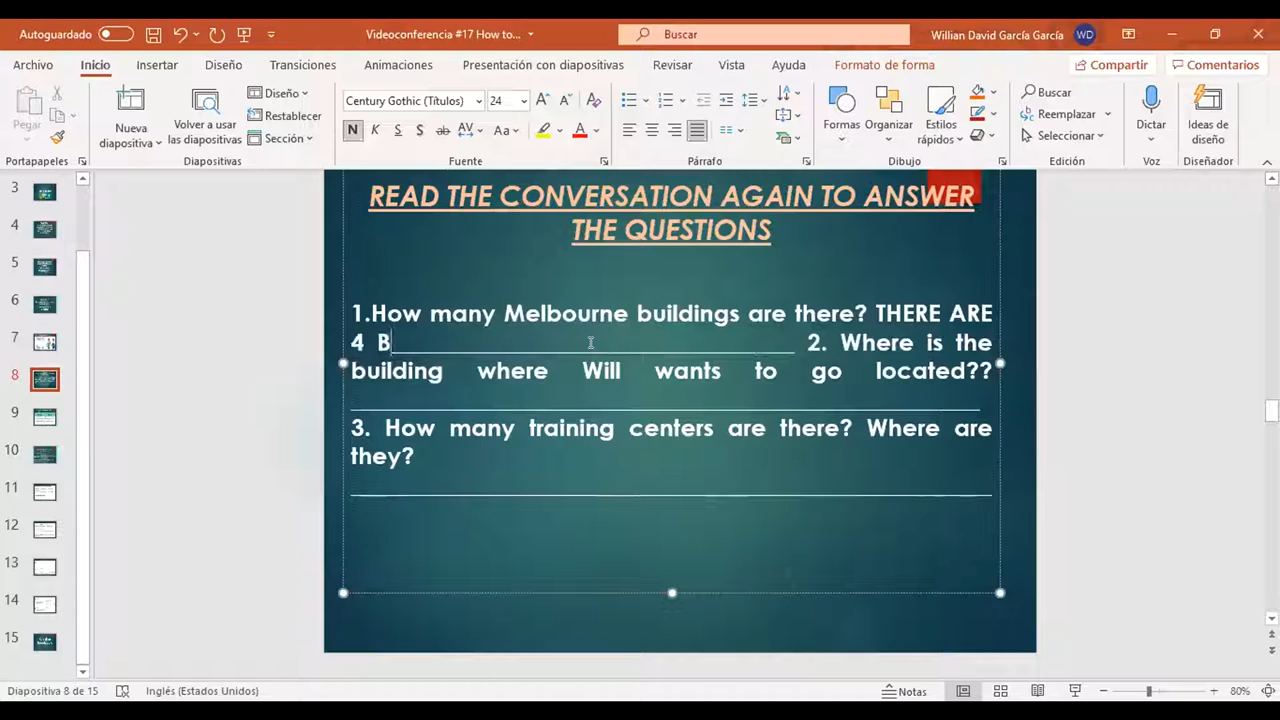 Autoguardado
Videoconferencia #17 How to...
Buscar
Willian David García García
WD
Archivo Inicio Insertar Diseño Transiciones Animaciones Presentación con diapositivas Revisar Vista Ayuda Formato de forma
Compartir Comentarios
Pegar
Nueva diapositiva
Volver a usar las diapositivas
Diseño
Restablecer
Sección
Century Gothic (Títulos) 24
N K S ab AV Aa A
Formas Organizar Estilos rápidos
Buscar
Reemplazar
Seleccionar
Dictar
Ideas de diseño
Portapapeles Diapositivas Fuente Párrafo Dibujo Edición Voz Diseñador
3
4
5
6
7
8
9
10
11
12
13
14
15
READ THE CONVERSATION AGAIN TO ANSWER
THE QUESTIONS
1.How many Melbourne buildings are there? THERE ARE
4 B______________________________ 2. Where is the
building where Will wants to go located??
_______________________________________________
3. How many training centers are there? Where are
they?
________________________________________________
Diapositiva 8 de 15 Inglés (Estados Unidos) Notas 80%